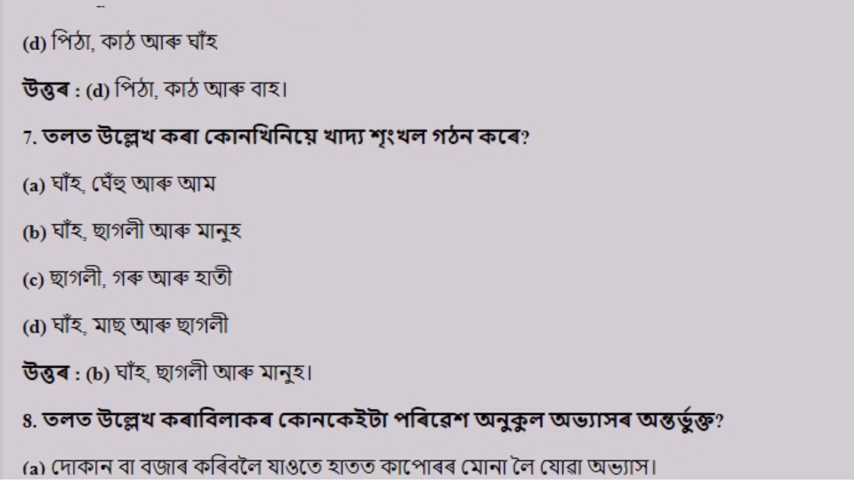 (d) পিঠা, কাঠ আৰু ঘাঁহ
উত্তৰ : (d) পিঠা, কাঠ আৰু বাহ।
7. তলত উল্লেখ কৰা কোনখিনিয়ে খাদ্য শৃংখল গঠন কৰে?
(a) ঘাঁহ, ঘেঁহু আৰু আম
(b) ঘাঁহ, ছাগলী আৰু মানুহ
(c) ছাগলী, গৰু আৰু হাতী
(d) ঘাঁহ, মাছ আৰু ছাগলী
উত্তৰ : (b) ঘাঁহ, ছাগলী আৰু মানুহ।
8. তলত উল্লেখ কৰাবিলাকৰ কোনকেইটা পৰিৱেশ অনুকুল অভ্যাসৰ অন্তৰ্ভুক্ত?
(a) দোকান বা বজাৰ কৰিবলৈ যাওতে হাতত কাপোৰৰ মোনা লৈ যোৱা অভ্যাস।